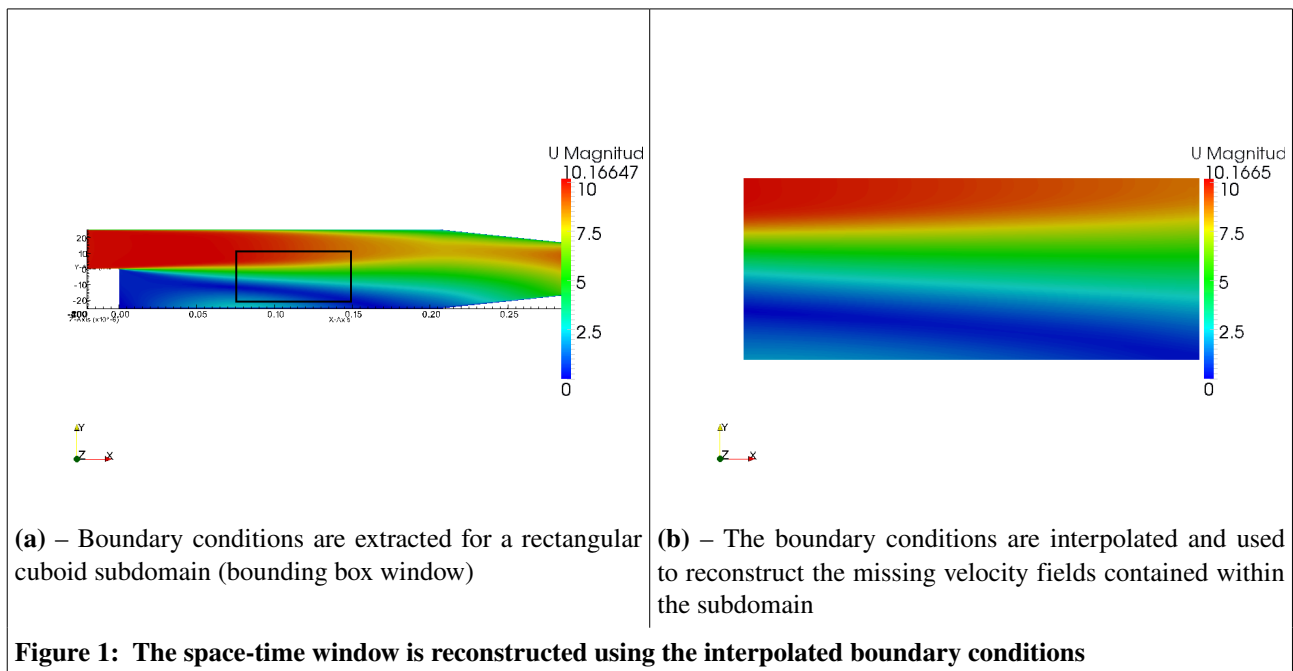 U Magnitud
10.16647
10
7.5
5
2.5
0
20
10
0
-10
-20
0.00
0.05
0.10
0.15
0.20
0.25
X-Axis
Y
Z
X
U Magnitud
10.1665
10
7.5
5
2.5
0
Y
Z
X
(a) – Boundary conditions are extracted for a rectangular
cuboid subdomain (bounding box window)
(b) – The boundary conditions are interpolated and used
to reconstruct the missing velocity fields contained within
the subdomain
Figure 1: The space-time window is reconstructed using the interpolated boundary conditions